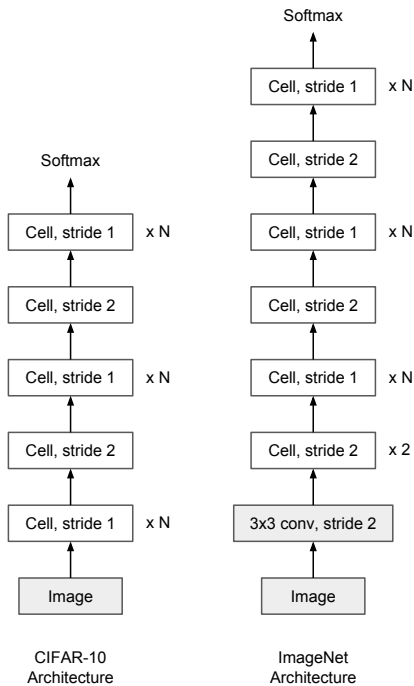 Softmax
Cell, stride 1 x N
Cell, stride 2
Cell, stride 1 x N
Cell, stride 2
Cell, stride 1 x N
Image
CIFAR-10
Architecture
Softmax
Cell, stride 1 x N
Cell, stride 2
Cell, stride 1 x N
Cell, stride 2
Cell, stride 1 x N
Cell, stride 2 x 2
3x3 conv, stride 2
Image
ImageNet
Architecture